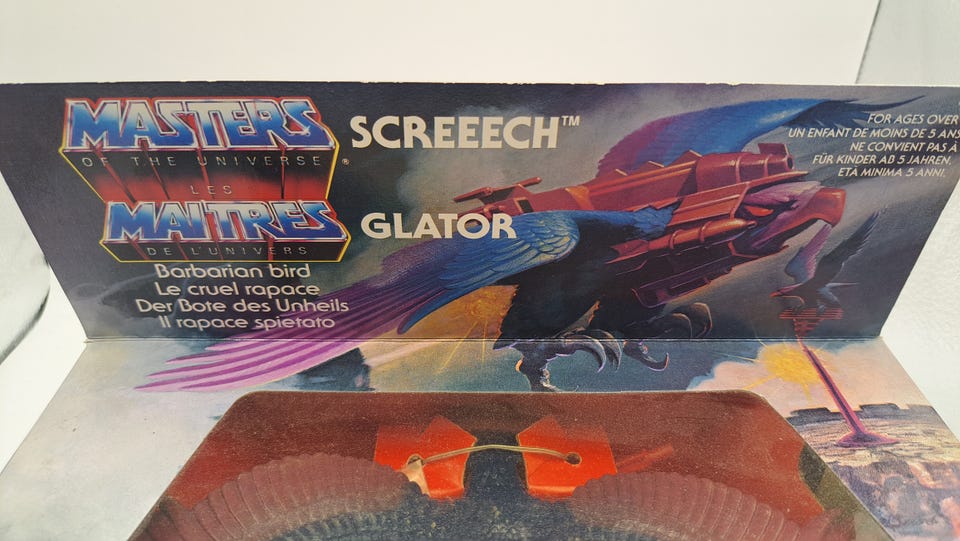 MASTERS
OF THE UNIVERSE®
LES
MAITRES
DE L'UNIVERS
SCREEECH™
GLATOR
Barbarian bird
Le cruel rapace
Der Bote des Unheils
Il rapace spietato
FOR AGES OVER
UN ENFANT DE MOINS DE 5 ANS
NE CONVIENT PAS À
FÜR KINDER AB 5 JAHREN.
ETÀ MINIMA 5 ANNI.